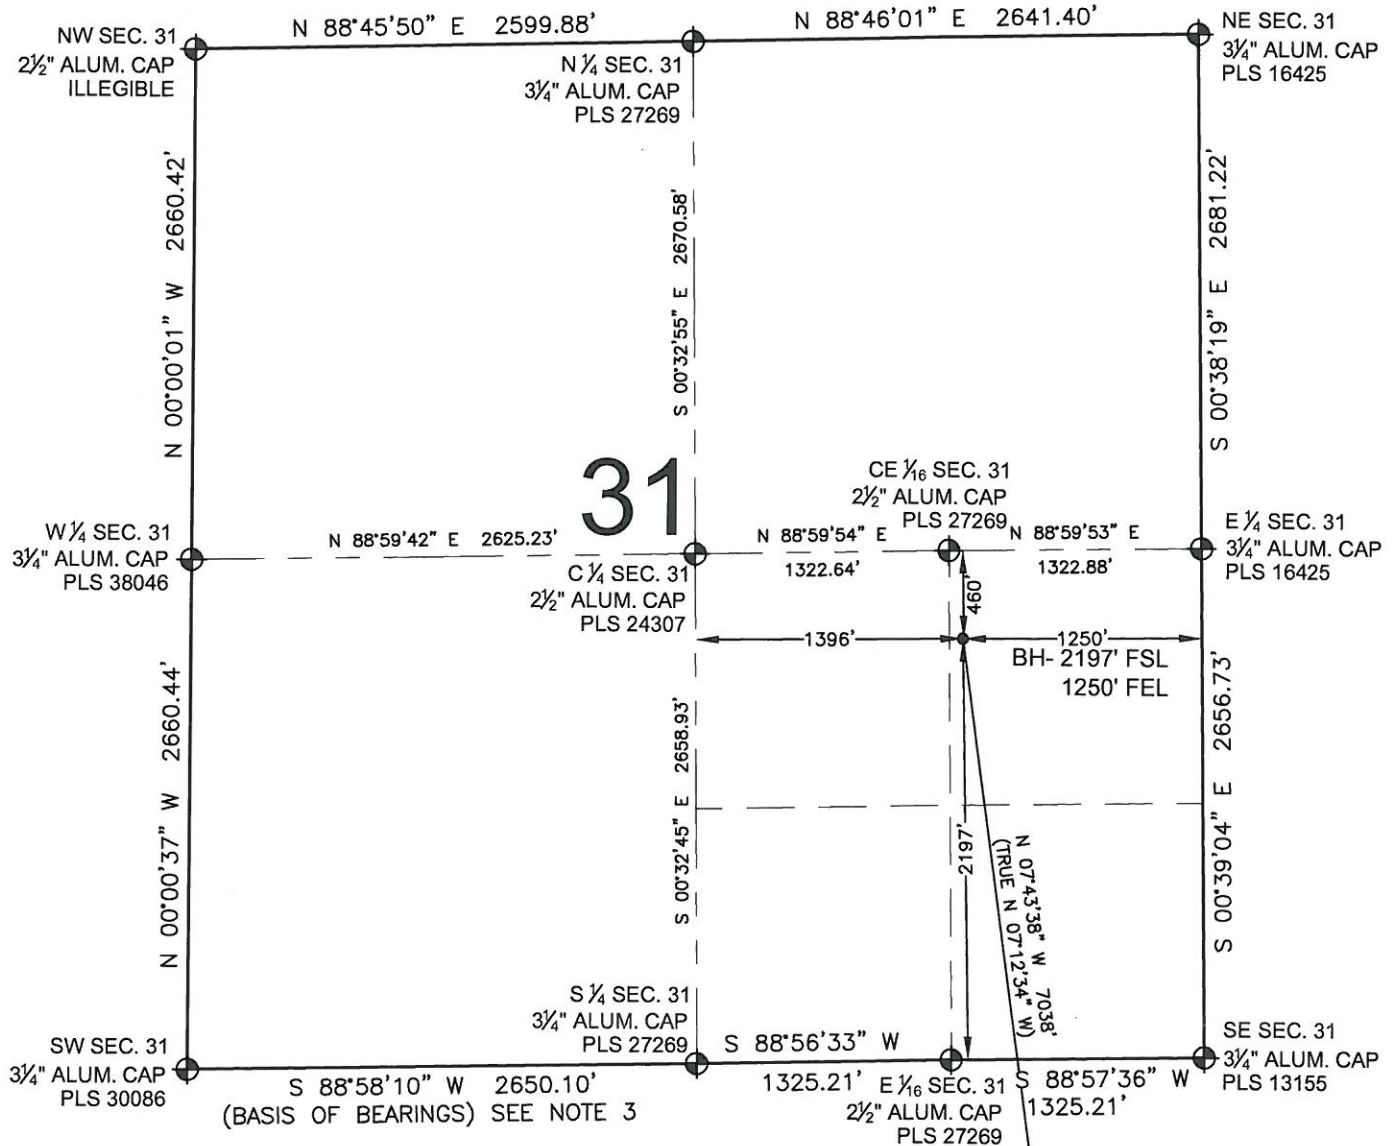 N 88°45'50" E 2599.88'
N 88°46'01" E 2641.40'
NW SEC. 31
2½" ALUM. CAP
ILLEGIBLE
N ¼ SEC. 31
3¼" ALUM. CAP
PLS 27269
NE SEC. 31
3¼" ALUM. CAP
PLS 16425
N 00°00'01" W 2660.42'
S 00°32'55" E 2670.58'
S 00°38'19" E 2681.22'
31
CE 1⁄16 SEC. 31
2½" ALUM. CAP
PLS 27269
W ¼ SEC. 31
3¼" ALUM. CAP
PLS 38046
N 88°59'42" E 2625.23'
N 88°59'54" E
1322.64'
N 88°59'53" E
1322.88'
E ¼ SEC. 31
3¼" ALUM. CAP
PLS 16425
C ¼ SEC. 31
2½" ALUM. CAP
PLS 24307
460'
1396'
1250'
BH- 2197' FSL
1250' FEL
N 00°00'37" W 2660.44'
S 00°32'45" E 2658.93'
2197'
N 07°43'38" W 7038'
(TRUE N 07°12'34" W)
S 00°39'04" E 2656.73'
S ¼ SEC. 31
3¼" ALUM. CAP
PLS 27269
SW SEC. 31
3¼" ALUM. CAP
PLS 30086
S 88°58'10" W 2650.10'
(BASIS OF BEARINGS) SEE NOTE 3
S 88°56'33" W
1325.21'
E 1⁄16 SEC. 31
2½" ALUM. CAP
PLS 27269
S 88°57'36" W
1325.21'
SE SEC. 31
3¼" ALUM. CAP
PLS 13155